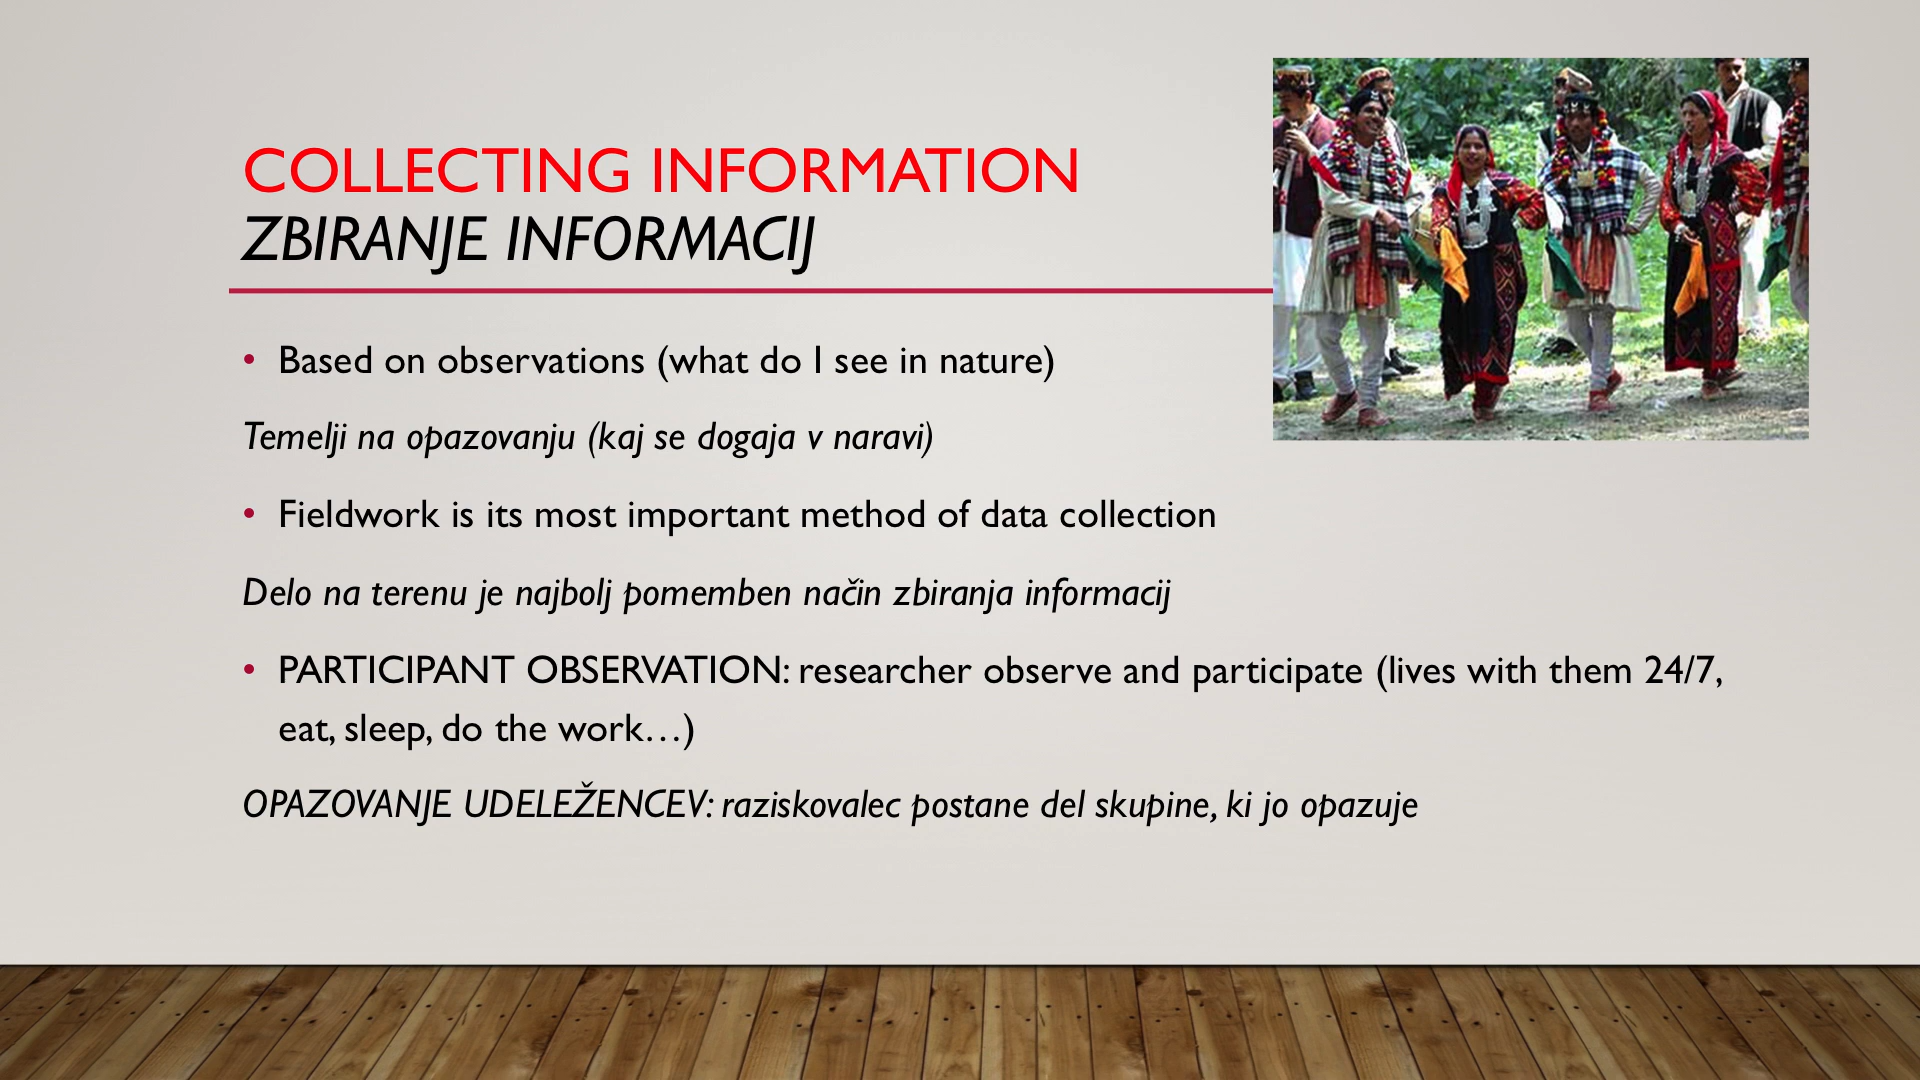 COLLECTING INFORMATION
ZBIRANJE INFORMACIJ
• Based on observations (what do I see in nature)
Temelji na opazovanju (kaj se dogaja v naravi)
• Fieldwork is its most important method of data collection
Delo na terenu je najbolj pomemben način zbiranja informacij
• PARTICIPANT OBSERVATION: researcher observe and participate (lives with them 24/7,
eat, sleep, do the work…)
OPAZOVANJE UDELEŽENCEV: raziskovalec postane del skupine, ki jo opazuje